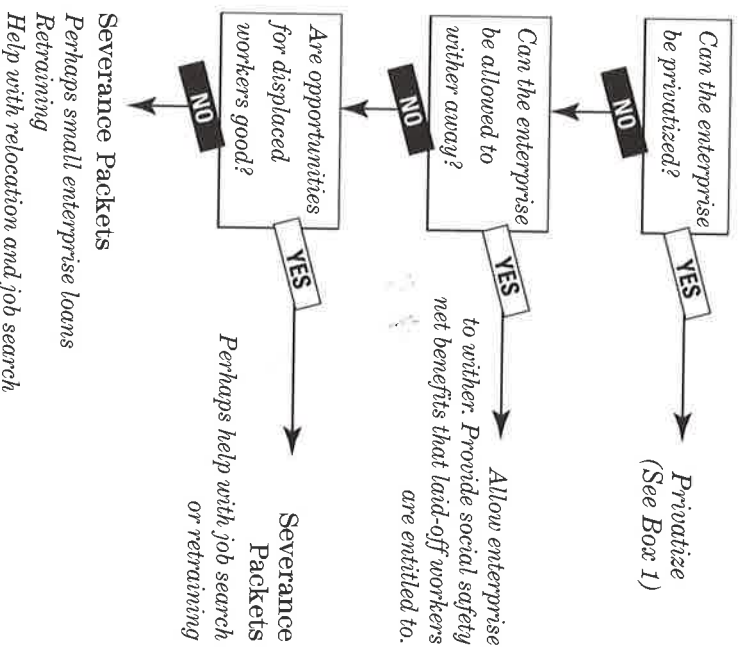 Can the enterprise
be privatized?
YES
Privatize
(See Box 1)
NO
Can the enterprise
be allowed to
wither away?
YES
Allow enterprise
to wither. Provide social safety
net benefits that laid-off workers
are entitled to.
NO
Are opportunities
for displaced
workers good?
YES
Severance
Packets
Perhaps help with job search
or retraining
NO
Severance Packets
Perhaps small enterprise loans
Retraining
Help with relocation and job search